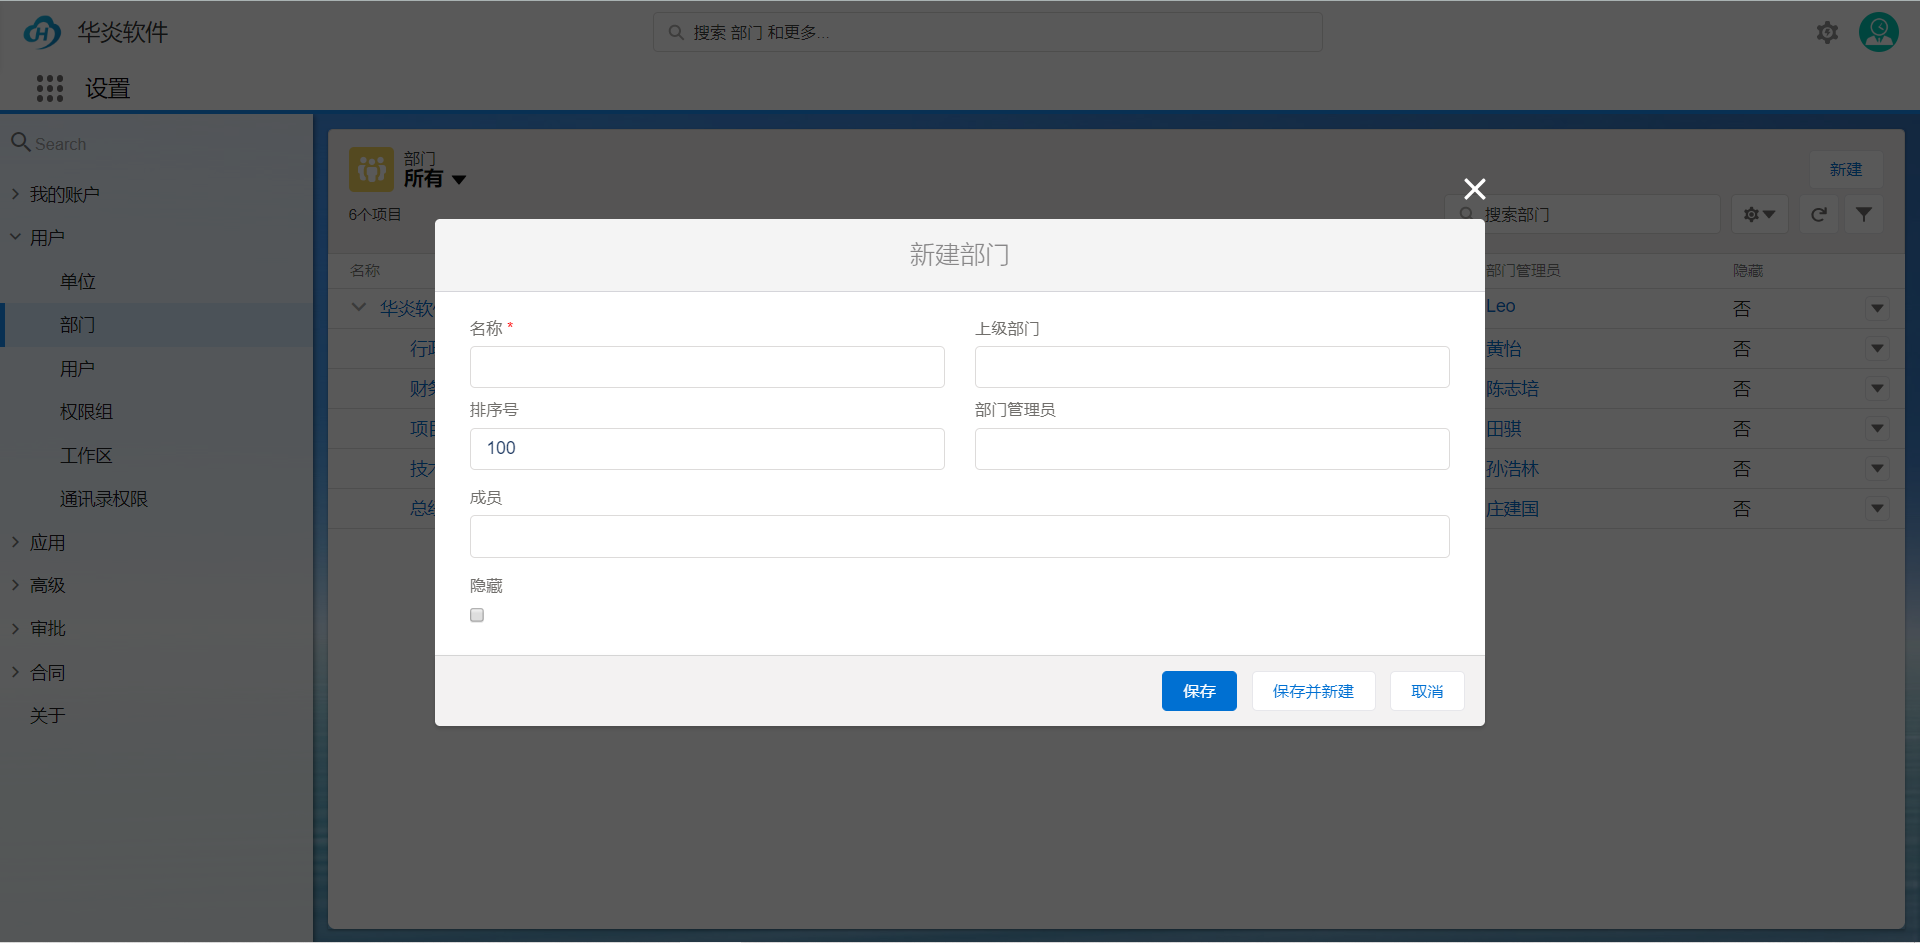 华炎软件
搜索 部门 和更多...
设置
Search
我的账户
用户
单位
部门
用户
权限组
工作区
通讯录权限
应用
高级
审批
合同
关于
部门
所有
新建
6个项目
搜索部门
名称
部门管理员
隐藏
华炎软
Leo
否
行政
黄怡
否
财务
陈志培
否
项目
田骐
否
技术
孙浩林
否
总经
庄建国
否
新建部门
名称 *
上级部门
排序号
部门管理员
100
成员
隐藏
保存
保存并新建
取消